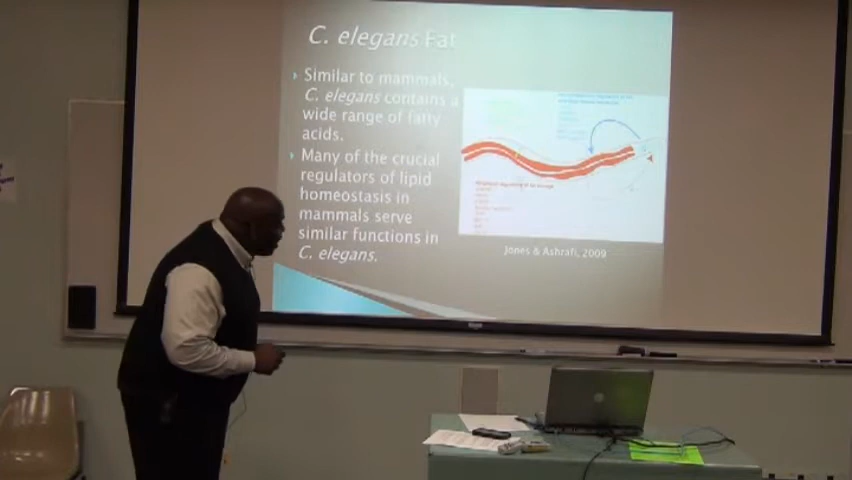 C. elegans Fat
Similar to mammals,
C. elegans contains a
wide range of fatty
acids.
Many of the crucial
regulators of lipid
homeostasis in
mammals serve
similar functions in
C. elegans.
Jones & Ashrafi, 2009